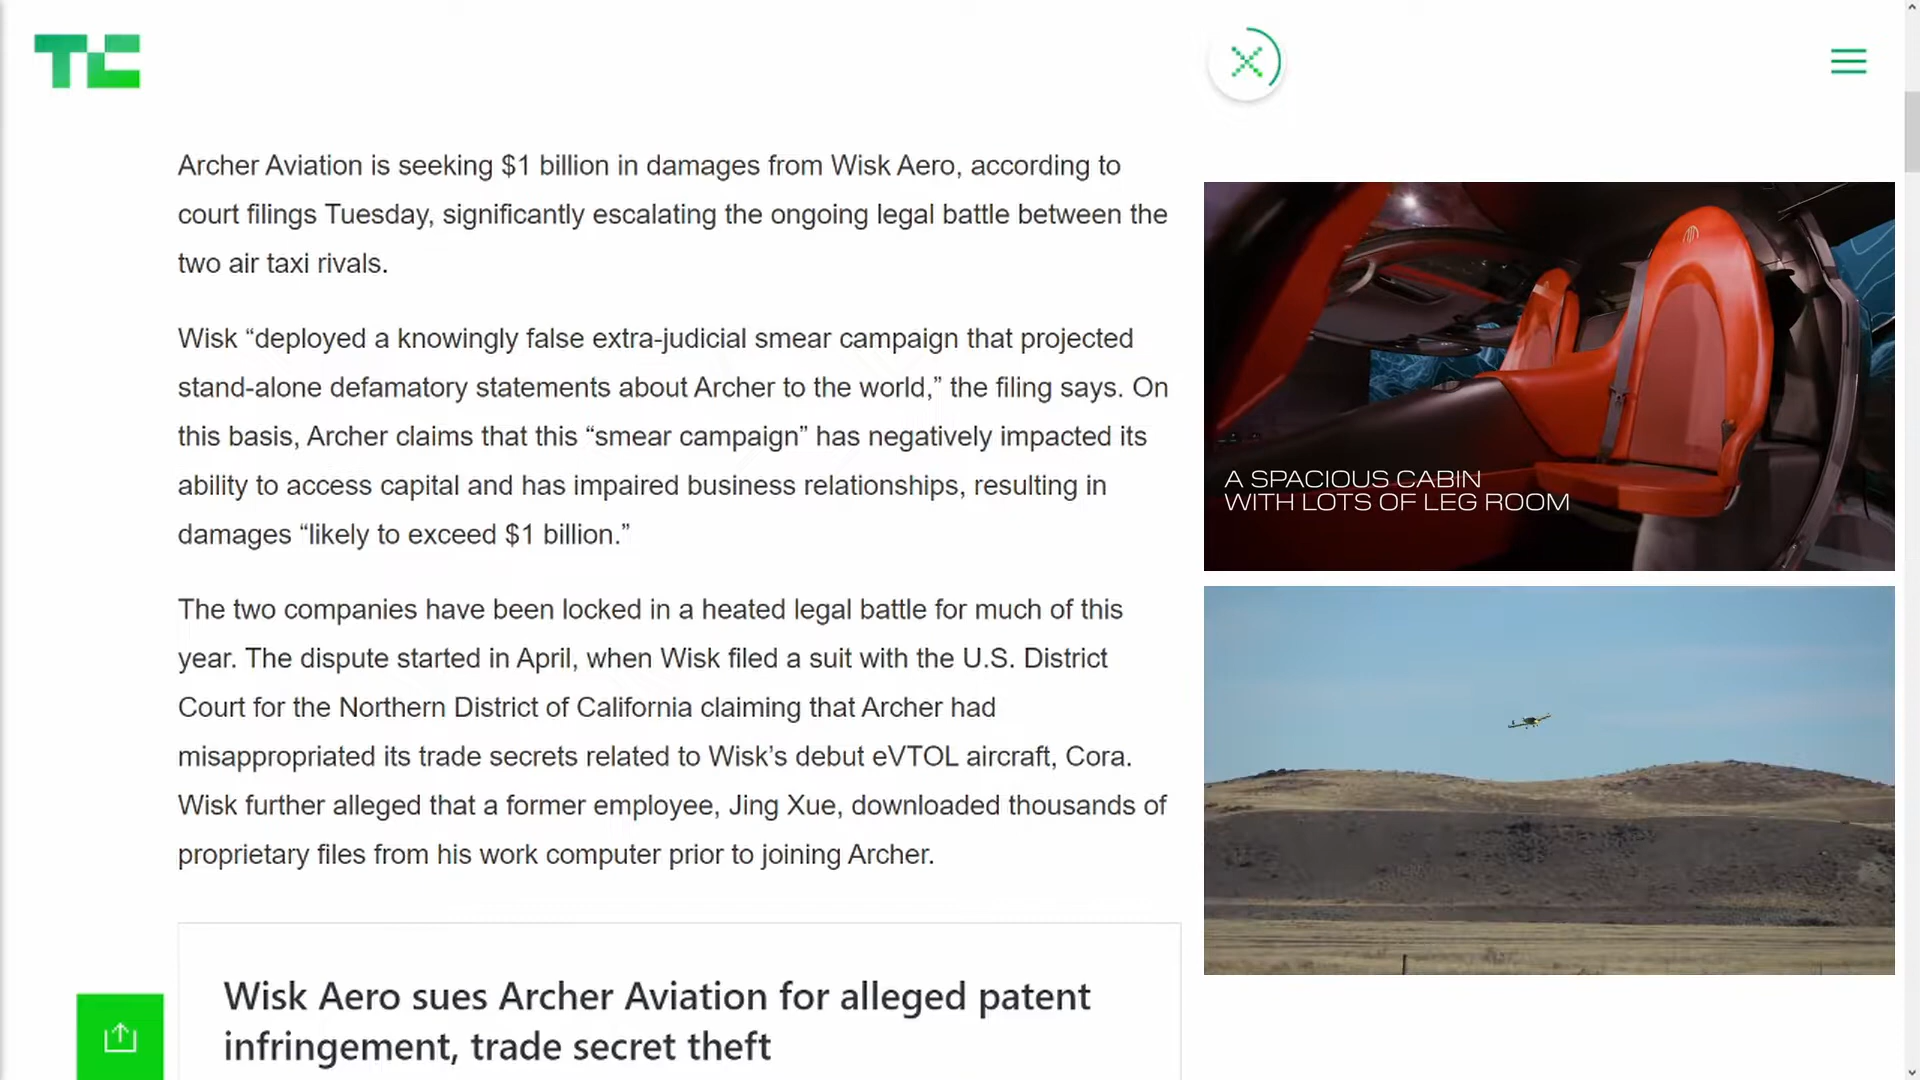 TC
Archer Aviation is seeking $1 billion in damages from Wisk Aero, according to
court filings Tuesday, significantly escalating the ongoing legal battle between the
two air taxi rivals.
Wisk “deployed a knowingly false extra-judicial smear campaign that projected
stand-alone defamatory statements about Archer to the world,” the filing says. On
this basis, Archer claims that this “smear campaign” has negatively impacted its
ability to access capital and has impaired business relationships, resulting in
damages “likely to exceed $1 billion.”
The two companies have been locked in a heated legal battle for much of this
year. The dispute started in April, when Wisk filed a suit with the U.S. District
Court for the Northern District of California claiming that Archer had
misappropriated its trade secrets related to Wisk’s debut eVTOL aircraft, Cora.
Wisk further alleged that a former employee, Jing Xue, downloaded thousands of
proprietary files from his work computer prior to joining Archer.
Wisk Aero sues Archer Aviation for alleged patent
infringement, trade secret theft
A SPACIOUS CABIN
WITH LOTS OF LEG ROOM